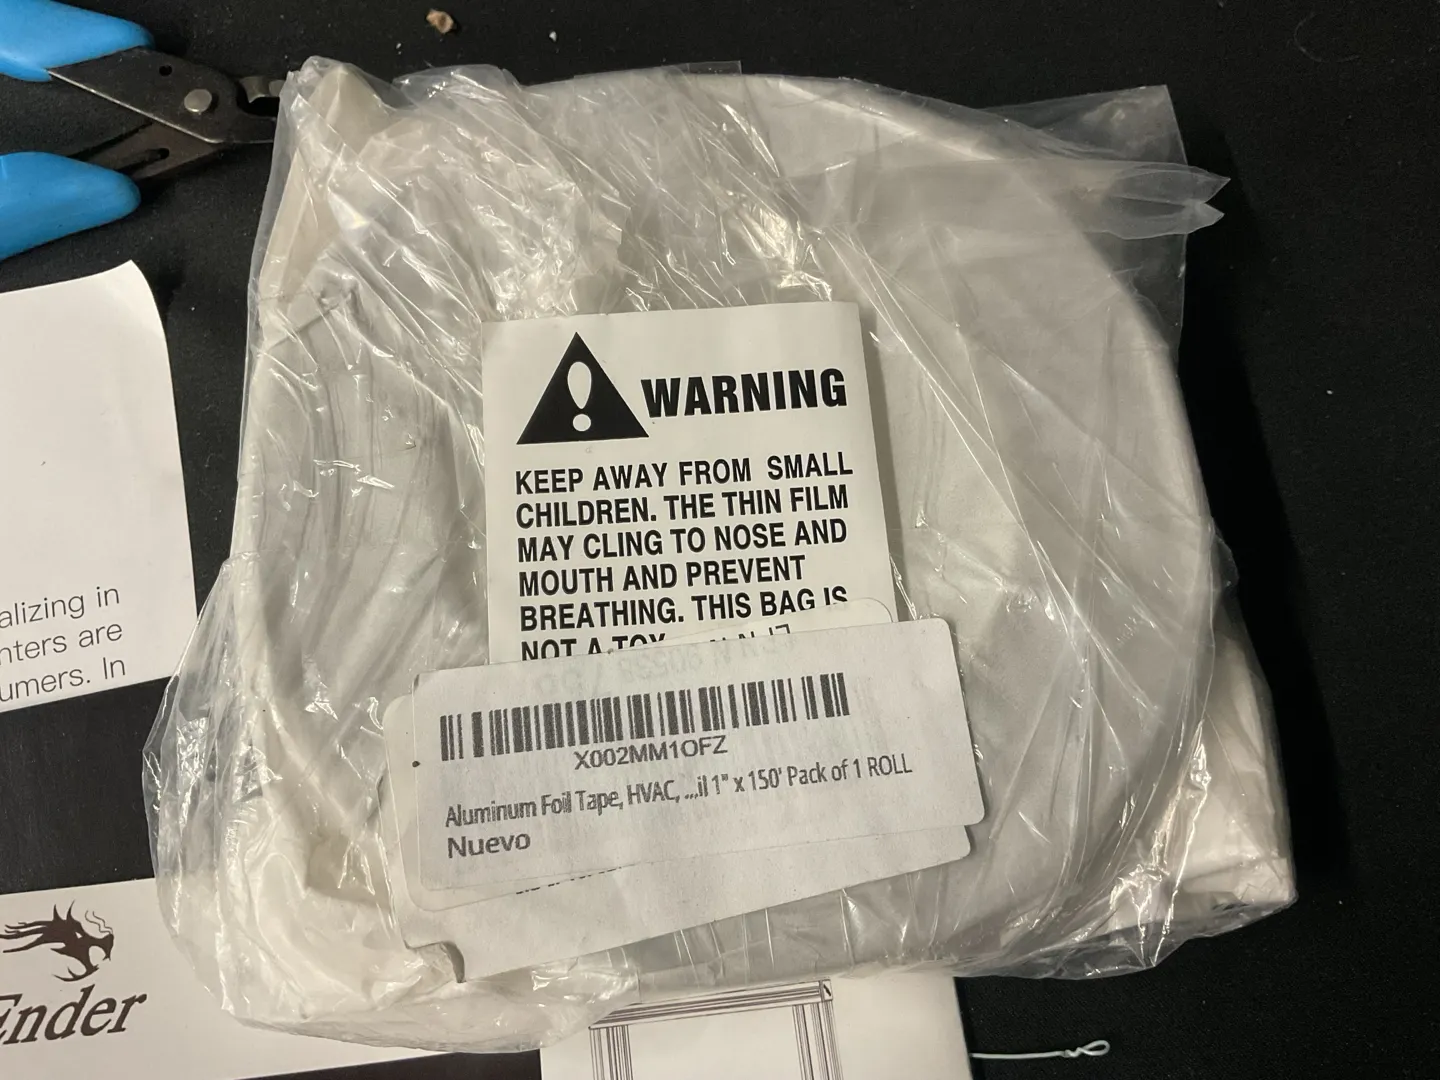 WARNING
KEEP AWAY FROM SMALL
CHILDREN. THE THIN FILM
MAY CLING TO NOSE AND
MOUTH AND PREVENT
BREATHING. THIS BAG IS
NOT A TOY
X002MM1OFZ
Aluminum Foil Tape, HVAC, ...il 1" x 150' Pack of 1 ROLL
Nuevo
alizing in
nters are
umers. In
Ender